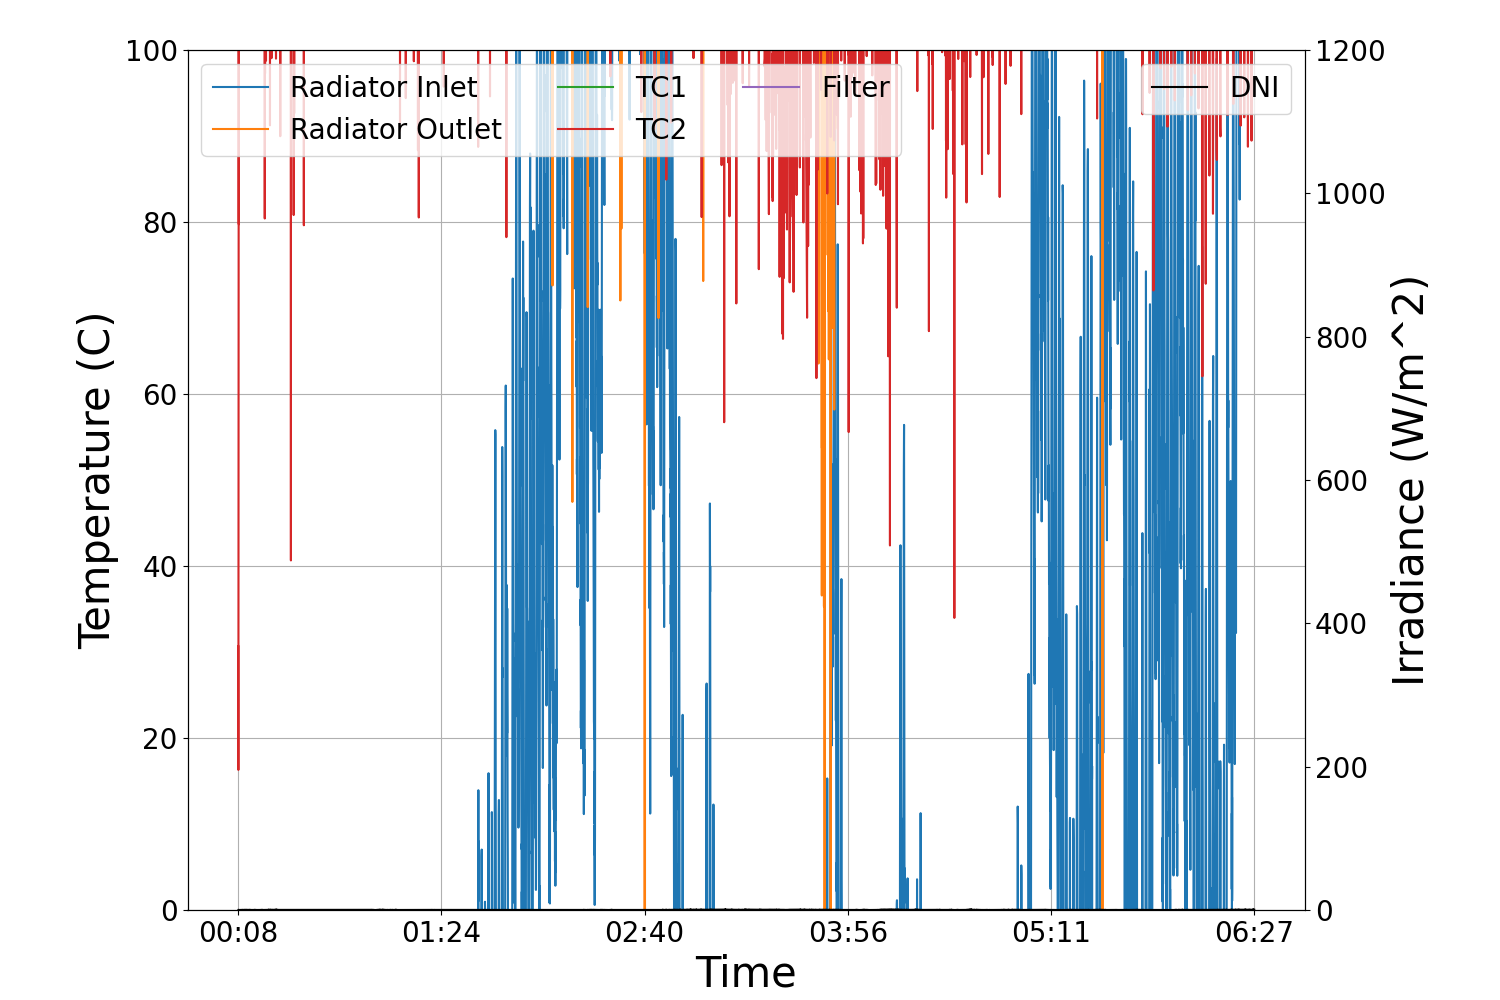 100
80
60
40
20
0
Temperature (C)
Radiator Inlet
Radiator Outlet
TC1
TC2
Filter
DNI
1200
1000
800
600
400
200
0
Irradiance (W/m^2)
00:08 01:24 02:40 03:56 05:11 06:27
Time